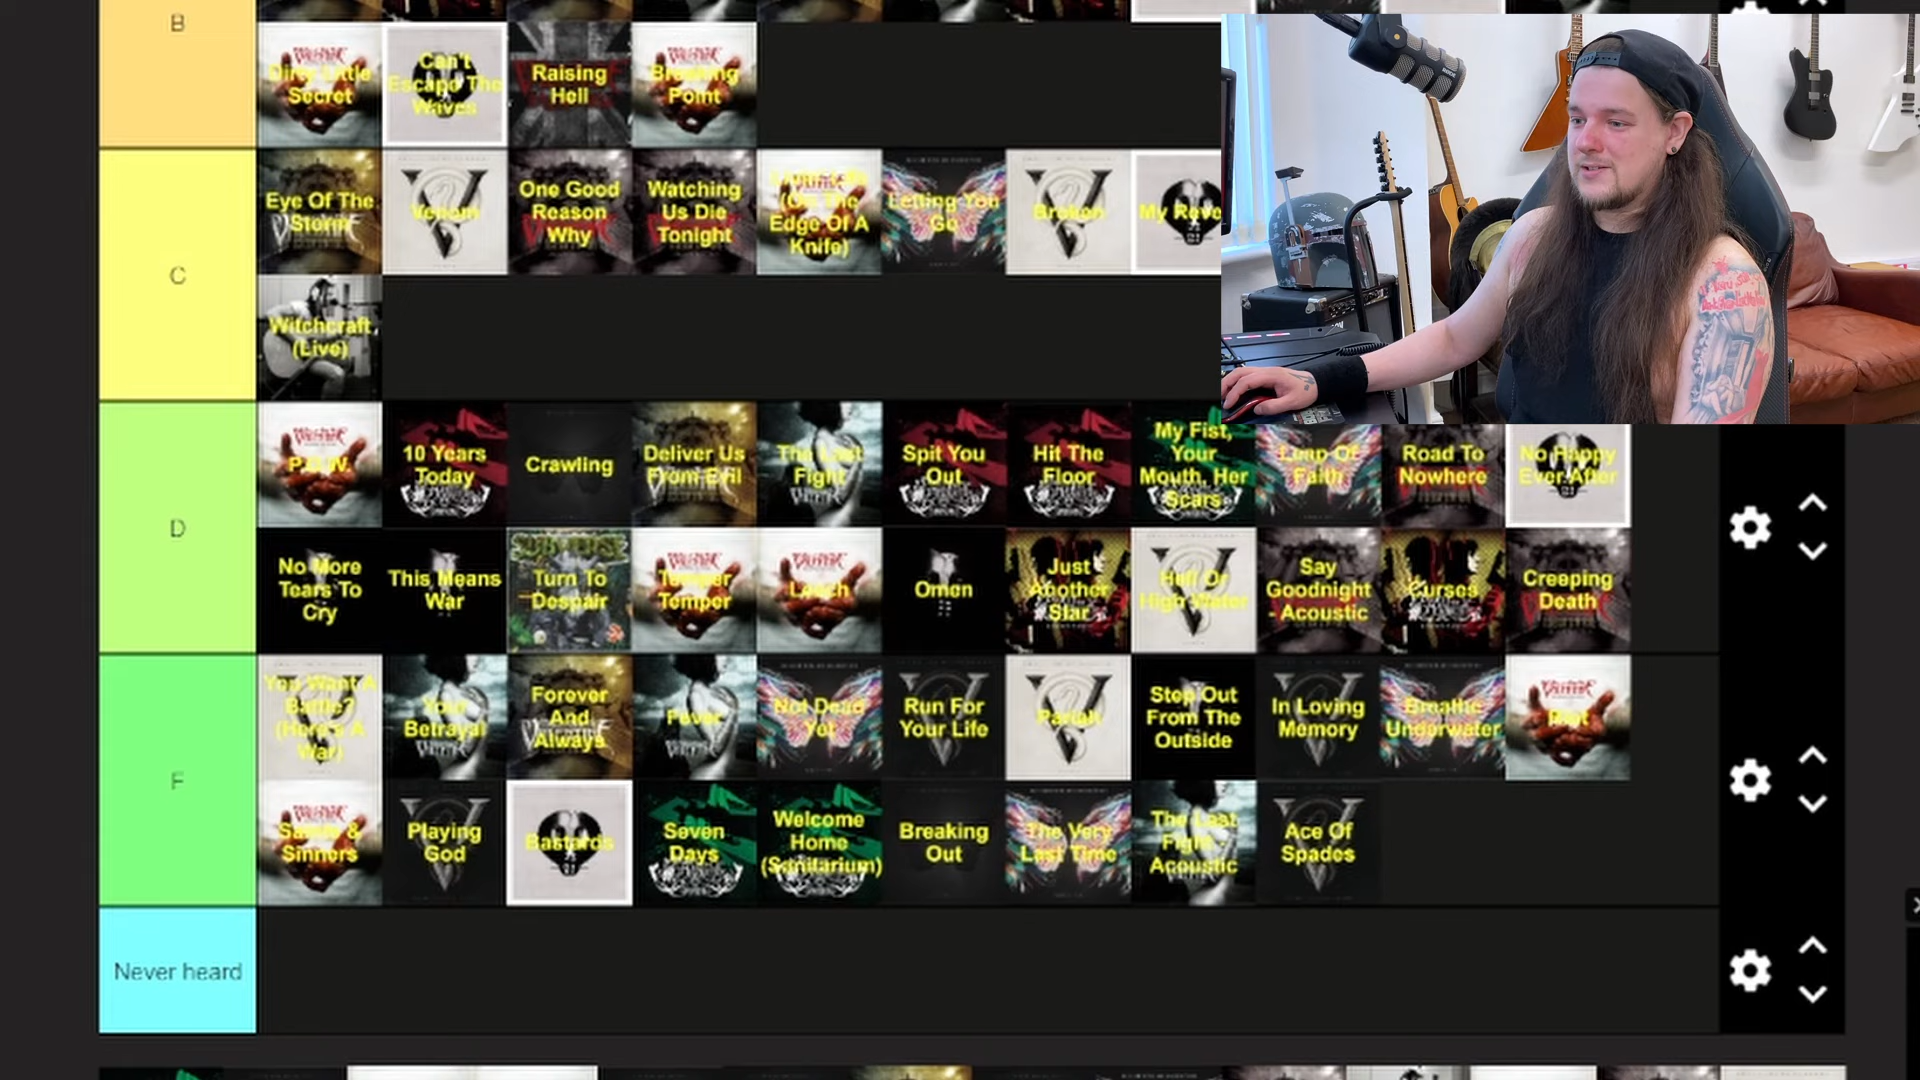 B
Dirty Little
Secret
Can't
Escape The
Waves
Raising
Hell
Breaking
Point
C
Eye Of The
Storm
Venom
One Good
Reason
Why
Watching
Us Die
Tonight
(On The
Edge Of A
Knife)
Letting You
Go
Broken
My Reve
Witchcraft
(Live)
D
P.O.W.
10 Years
Today
Crawling
Deliver Us
From Evil
The Last
Fight
Spit You
Out
Hit The
Floor
My Fist,
Your
Mouth, Her
Scars
Leap Of
Faith
Road To
Nowhere
No Happy
Ever After
No More
Tears To
Cry
This Means
War
Turn To
Despair
Temper
Temper
Leech
Omen
Just
Another
Star
Hell Or
High Water
Say
Goodnight
- Acoustic
Curses
Creeping
Death
F
You Want A
Battle?
(Here's A
War)
Your
Betrayal
Forever
And
Always
Fever
Not Dead
Yet
Run For
Your Life
Pariah
Step Out
From The
Outside
In Loving
Memory
Breathe
Underwater
Riot
Saints &
Sinners
Playing
God
Bastards
Seven
Days
Welcome
Home
(Sanitarium)
Breaking
Out
The Very
Last Time
The Last
Fight -
Acoustic
Ace Of
Spades
Never heard